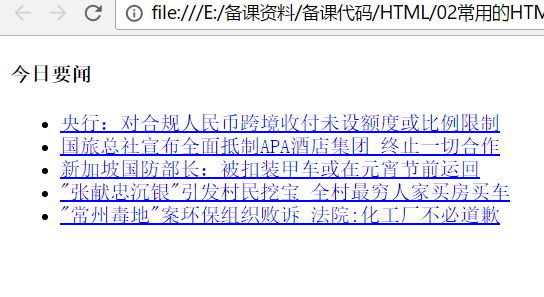 file:///E:/备课资料/备课代码/HTML/02常用的HTM
今日要闻
央行：对合规人民币跨境收付未设额度或比例限制
国旅总社宣布全面抵制APA酒店集团 终止一切合作
新加坡国防部长：被扣装甲车或在元宵节前运回
"张献忠沉银"引发村民挖宝 全村最穷人家买房买车
"常州毒地"案环保组织败诉 法院:化工厂不必道歉